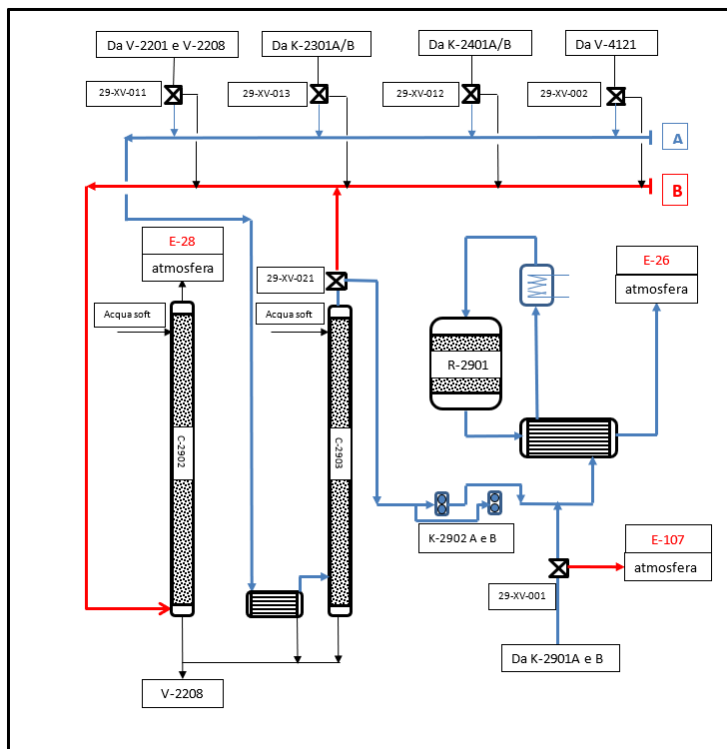 Da V-2201 e V-2208
Da K-2301A/B
Da K-2401A/B
Da V-4121
29-XV-011
29-XV-013
29-XV-012
29-XV-002
A
B
E-28
atmosfera
29-XV-021
E-26
atmosfera
Acqua soft
Acqua soft
R-2901
C-2902
C-2903
K-2902 A e B
E-107
atmosfera
29-XV-001
Da K-2901A e B
V-2208